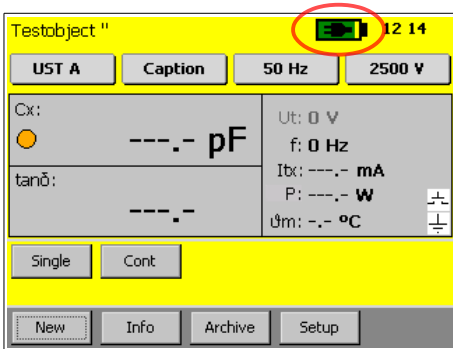 Testobject " 12 14
UST A Caption 50 Hz 2500 V
Cx:
---.- pF
tanδ:
---.-
Ut: 0 V
f: 0 Hz
Itx: ---.- mA
P: ---.- W
ϑm: -.- ºC
Single Cont
New Info Archive Setup